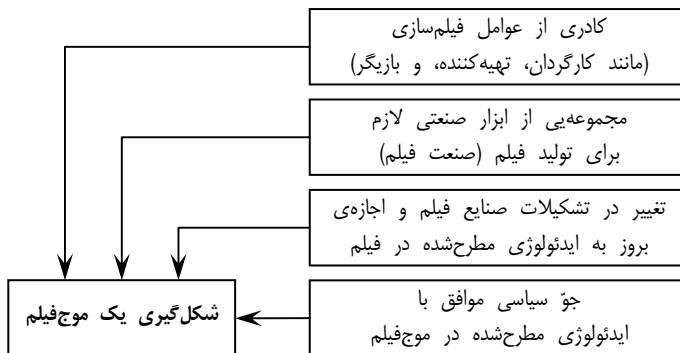 کادری از عوامل فیلم‌سازی
(مانند کارگردان، تهیه‌کننده، و بازیگر)
مجموعه‌یی از ابزار صنعتی لازم
برای تولید فیلم (صنعت فیلم)
تغییر در تشکیلات صنایع فیلم و اجازه‌ی
بروز به ایدئولوژی مطرح‌شده در فیلم
جوّ سیاسی موافق با
ایدئولوژی مطرح‌شده در موج‌فیلم
شکل‌گیری یک موج‌فیلم